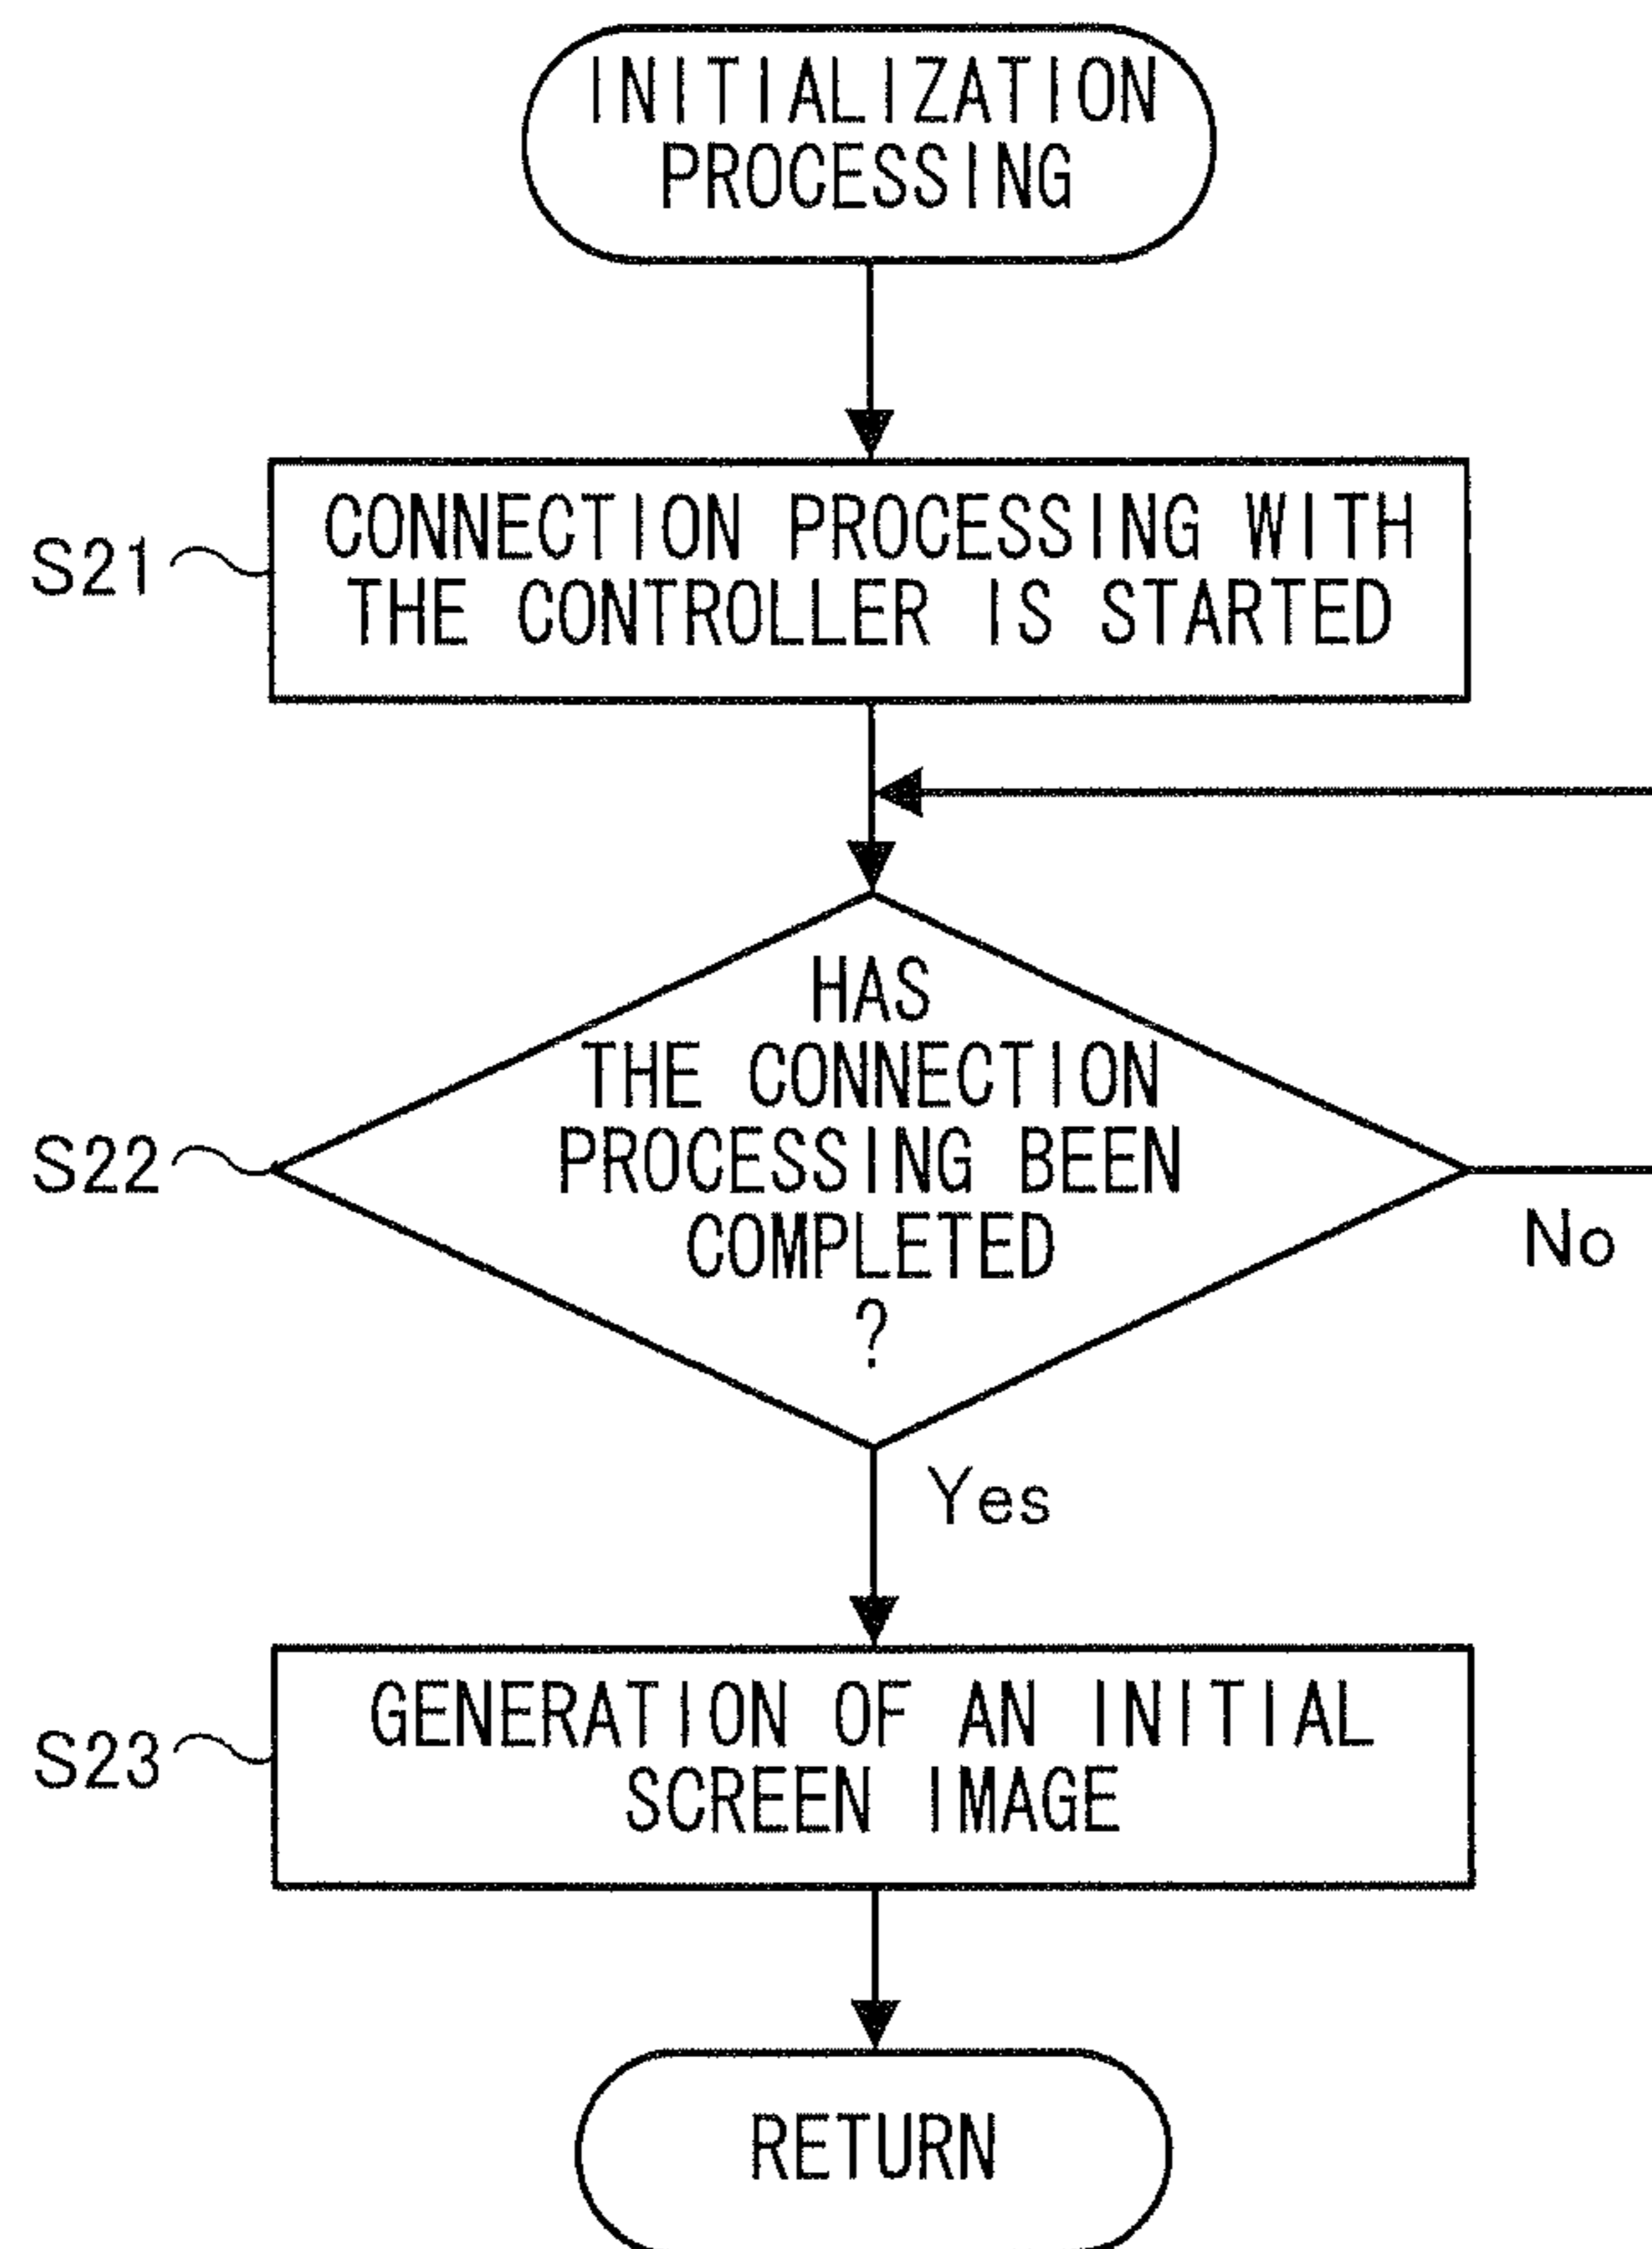 INITIALIZATION
PROCESSING
S21
CONNECTION PROCESSING WITH
THE CONTROLLER IS STARTED
S22
HAS
THE CONNECTION
PROCESSING BEEN
COMPLETED
?
No
Yes
S23
GENERATION OF AN INITIAL
SCREEN IMAGE
RETURN